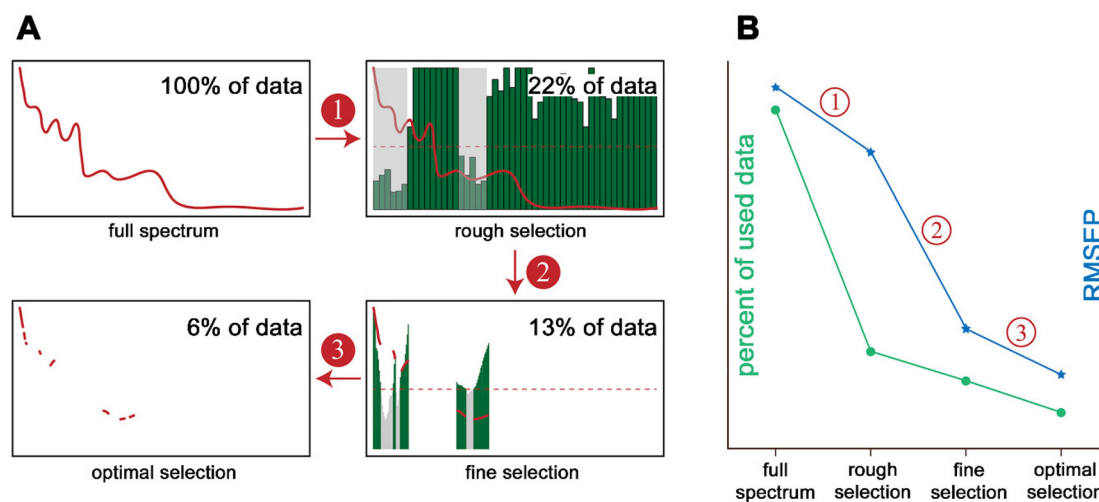 A
100% of data
full spectrum
1
22% of data
rough selection
2
13% of data
fine selection
3
6% of data
optimal selection
B
percent of used data
1
2
3
RMSEP
full
spectrum
rough
selection
fine
selection
optimal
selection